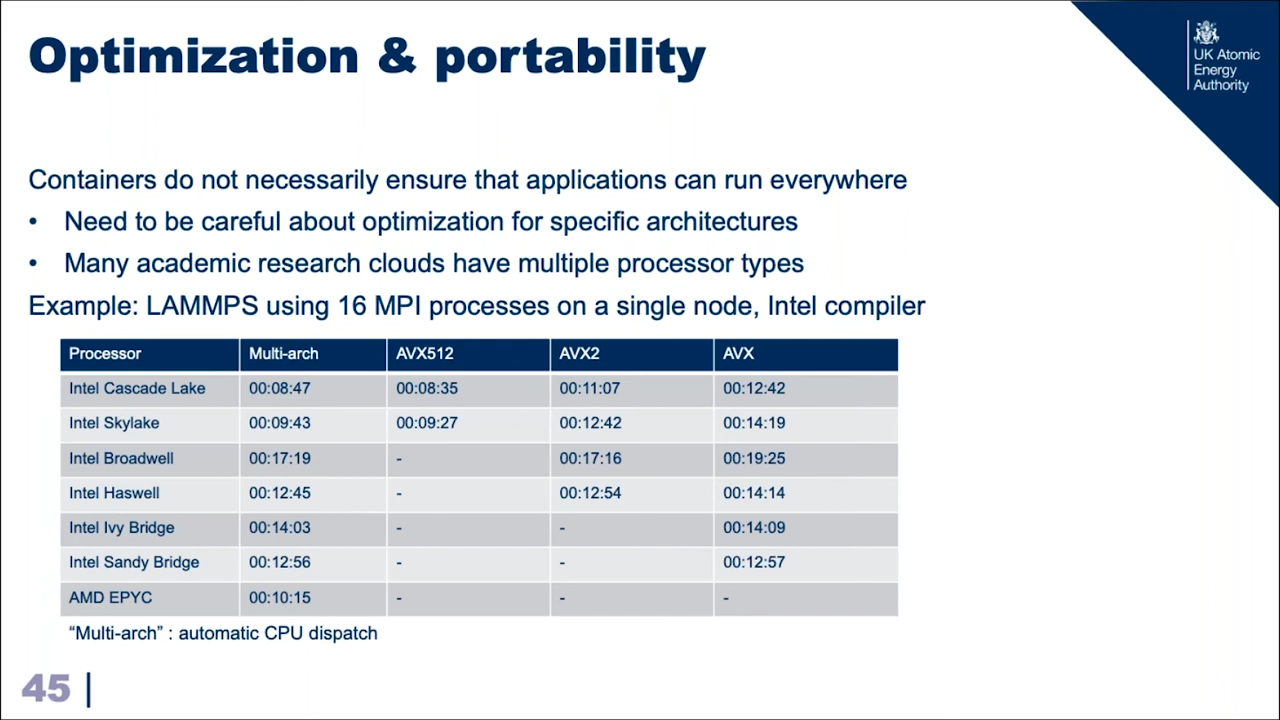 Optimization & portability
UK Atomic
Energy
Authority
Containers do not necessarily ensure that applications can run everywhere
• Need to be careful about optimization for specific architectures
• Many academic research clouds have multiple processor types
Example: LAMMPS using 16 MPI processes on a single node, Intel compiler
Processor Multi-arch AVX512 AVX2 AVX
Intel Cascade Lake 00:08:47 00:08:35 00:11:07 00:12:42
Intel Skylake 00:09:43 00:09:27 00:12:42 00:14:19
Intel Broadwell 00:17:19 - 00:17:16 00:19:25
Intel Haswell 00:12:45 - 00:12:54 00:14:14
Intel Ivy Bridge 00:14:03 - - 00:14:09
Intel Sandy Bridge 00:12:56 - - 00:12:57
AMD EPYC 00:10:15 - - -
“Multi-arch” : automatic CPU dispatch
45 |